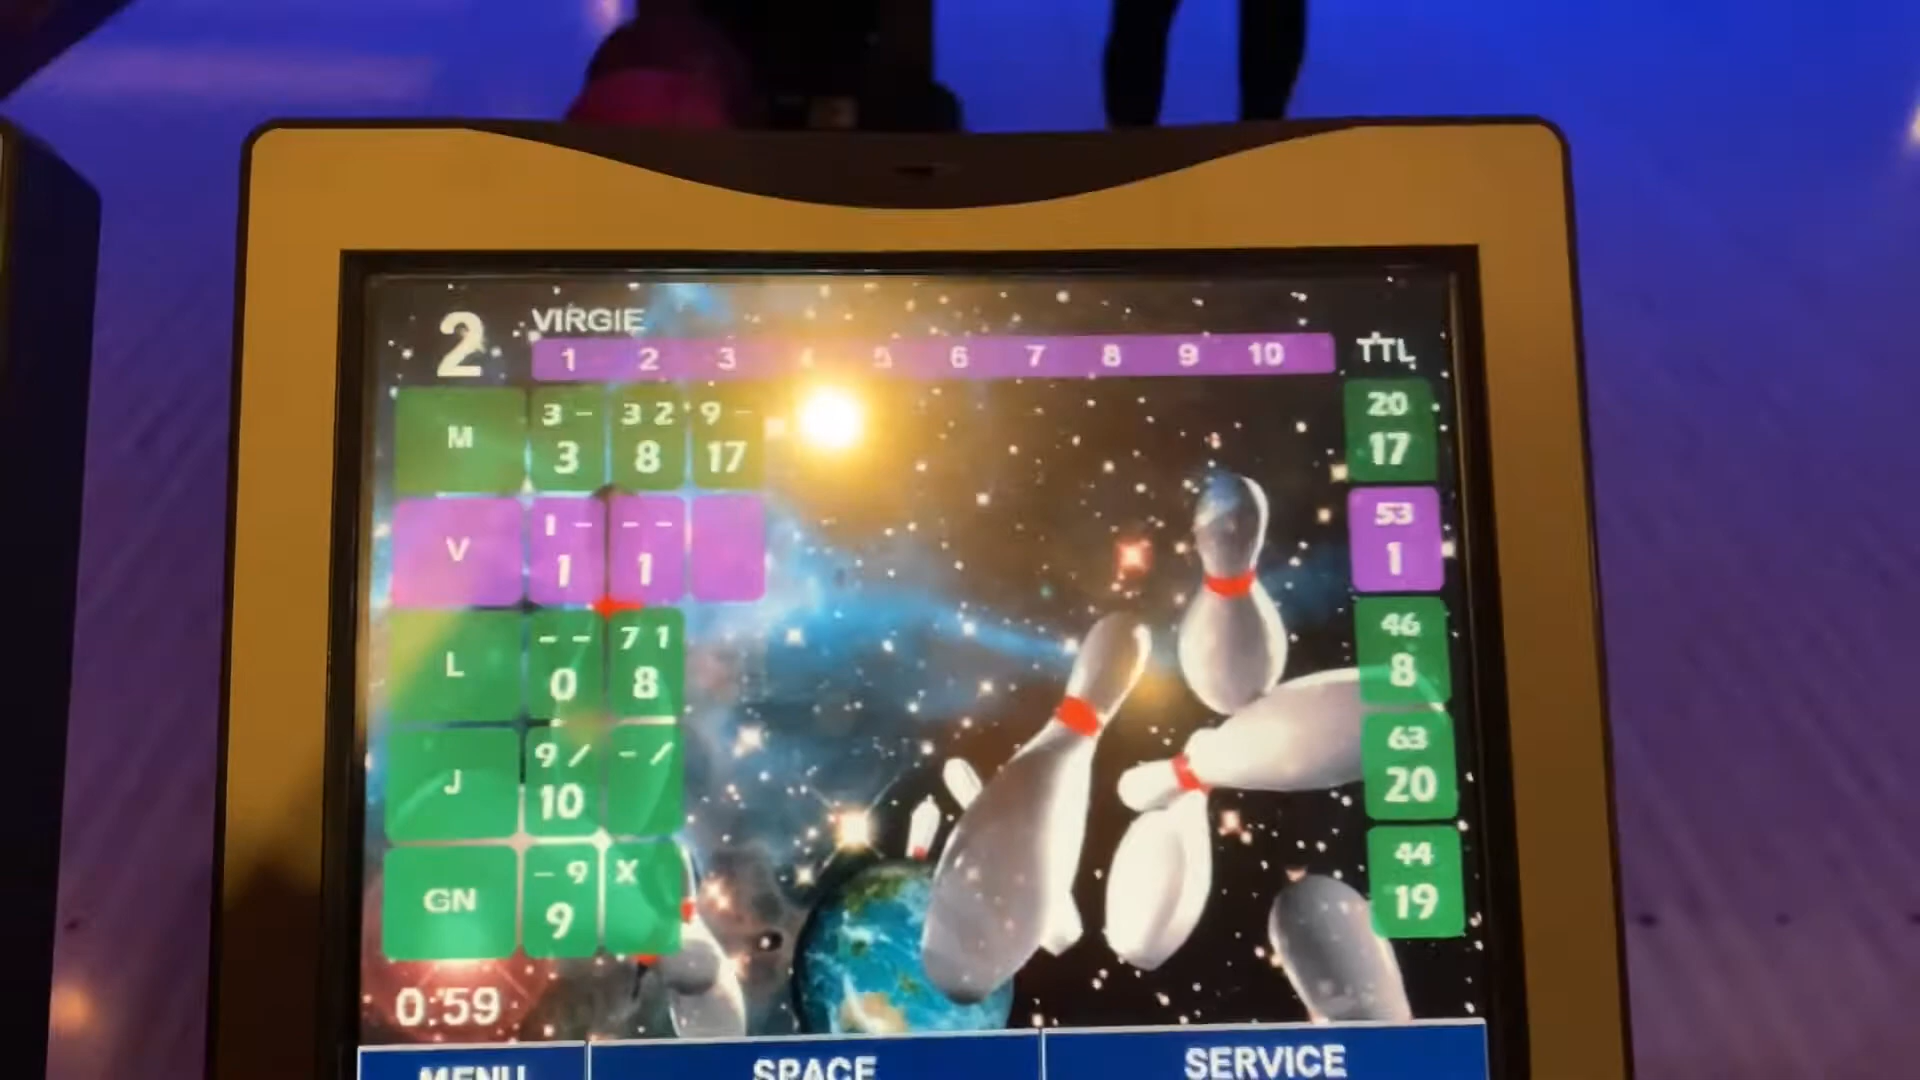 2 VIRGIE
1 2 3 4 5 6 7 8 9 10 TTL
M 3 - 3 2 9 - 20
3 8 17 17
V 1 - - - 53
1 1 1
L - - 7 1 46
0 8 8
J 9 / - / 63
10 20
GN - 9 X 44
9 19
0:59
MENU SPACE SERVICE